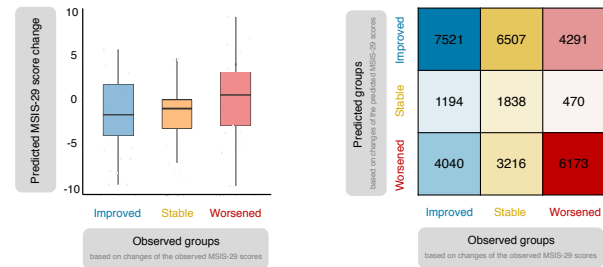 Predicted MSIS-29 score change
10
5
0
-5
-10
Improved Stable Worsened
Observed groups
based on changes of the observed MSIS-29 scores
Predicted groups
based on changes of the predicted MSIS-29 scores
Improved
Stable
Worsened
7521 6507 4291
1194 1838 470
4040 3216 6173
Improved Stable Worsened
Observed groups
based on changes of the observed MSIS-29 scores